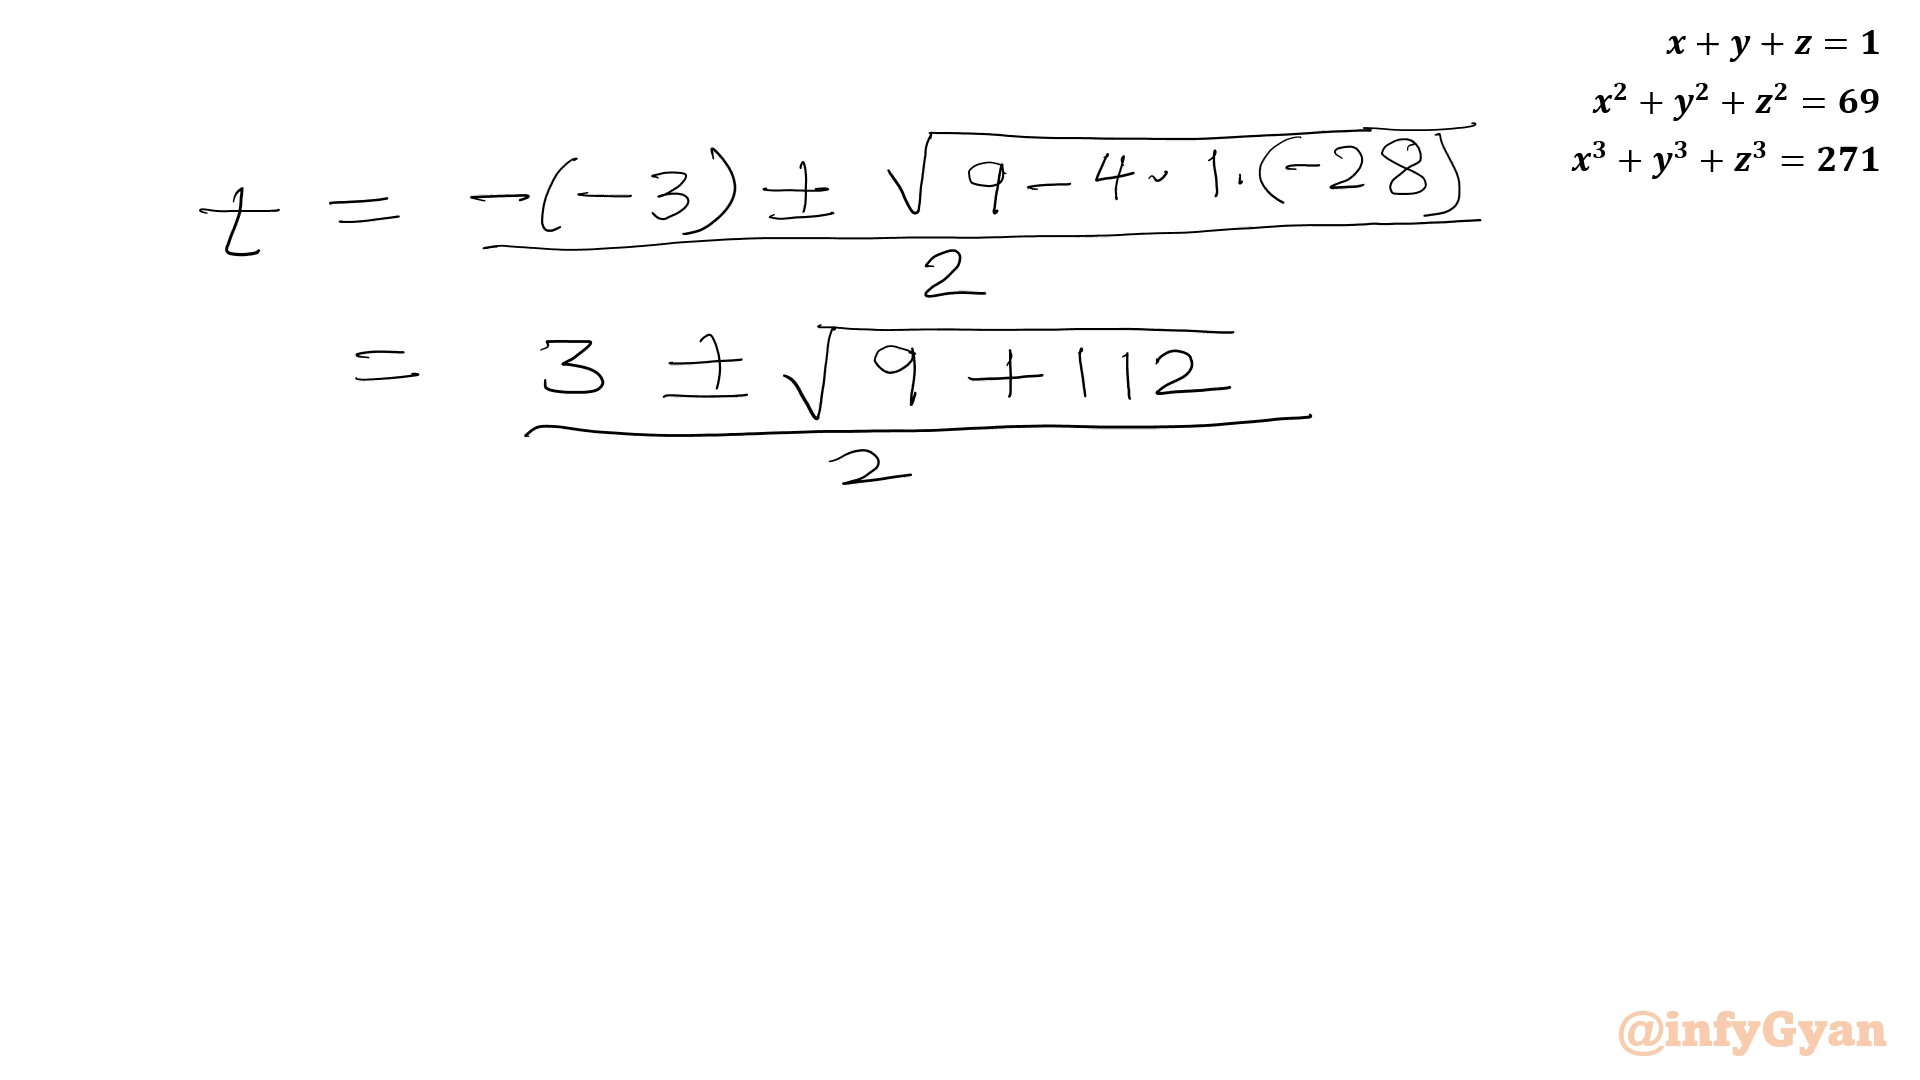 x + y + z = 1
x² + y² + z² = 69
x³ + y³ + z³ = 271
t = -(-3) ± √(9 - 4 · 1 · (-28)) / 2
= 3 ± √(9 + 112) / 2
@infyGyan